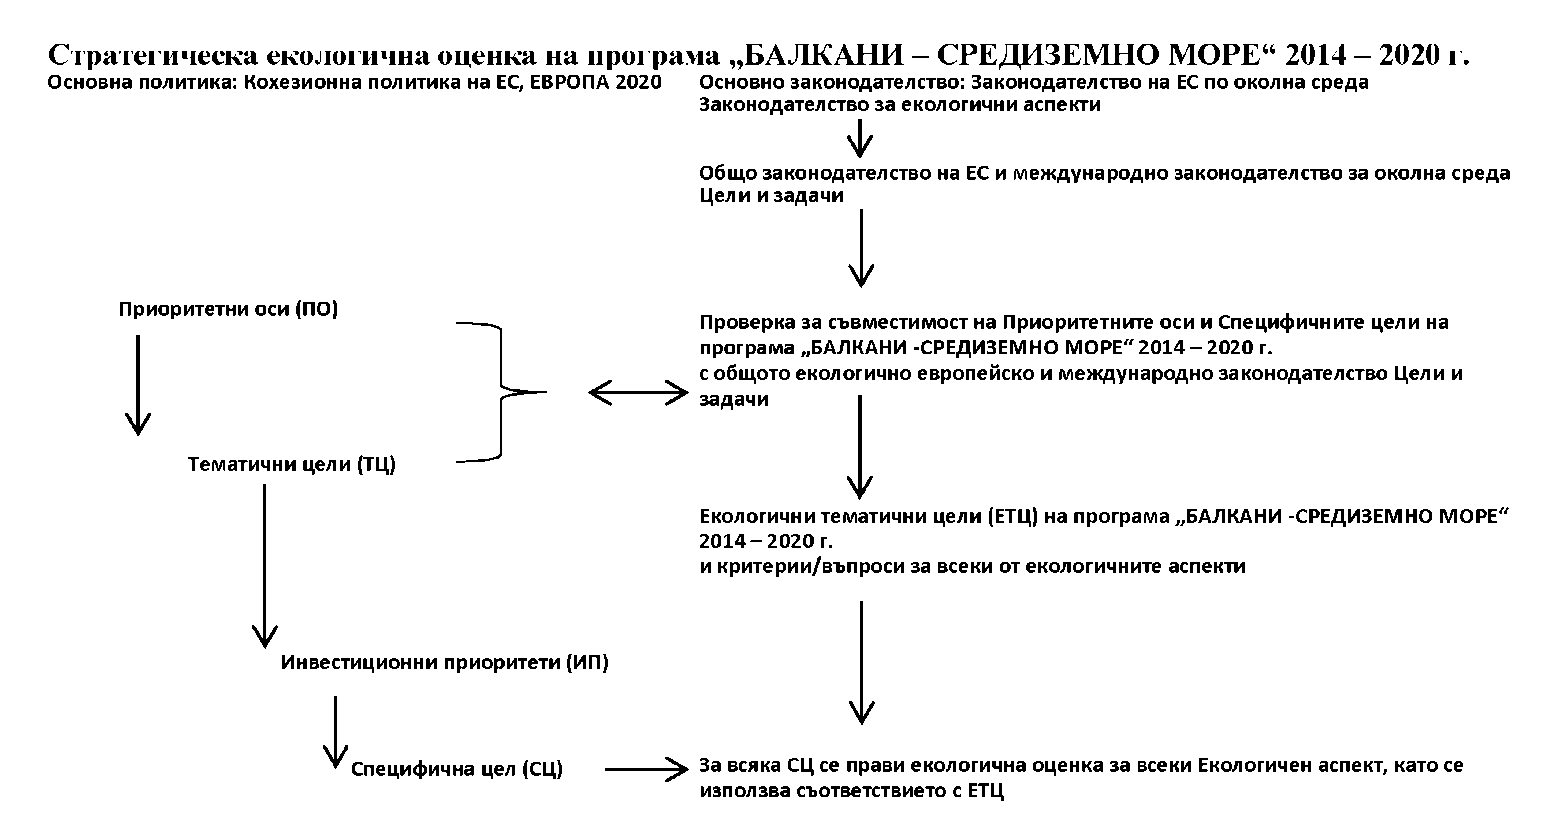 Стратегическа екологична оценка на програма „БАЛКАНИ – СРЕДИЗЕМНО МОРЕ“ 2014 – 2020 г.
Основна политика: Кохезионна политика на ЕС, ЕВРОПА 2020
Основно законодателство: Законодателство на ЕС по околна среда
Законодателство за екологични аспекти
Общо законодателство на ЕС и международно законодателство за околна среда
Цели и задачи
Приоритетни оси (ПО)
Проверка за съвместимост на Приоритетните оси и Специфичните цели на
програма „БАЛКАНИ -СРЕДИЗЕМНО МОРЕ“ 2014 – 2020 г.
с общото екологично европейско и международно законодателство Цели и
задачи
Тематични цели (ТЦ)
Екологични тематични цели (ЕТЦ) на програма „БАЛКАНИ -СРЕДИЗЕМНО МОРЕ“
2014 – 2020 г.
и критерии/въпроси за всеки от екологичните аспекти
Инвестиционни приоритети (ИП)
Специфична цел (СЦ)
За всяка СЦ се прави екологична оценка за всеки Екологичен аспект, като се
използва съответствието с ЕТЦ